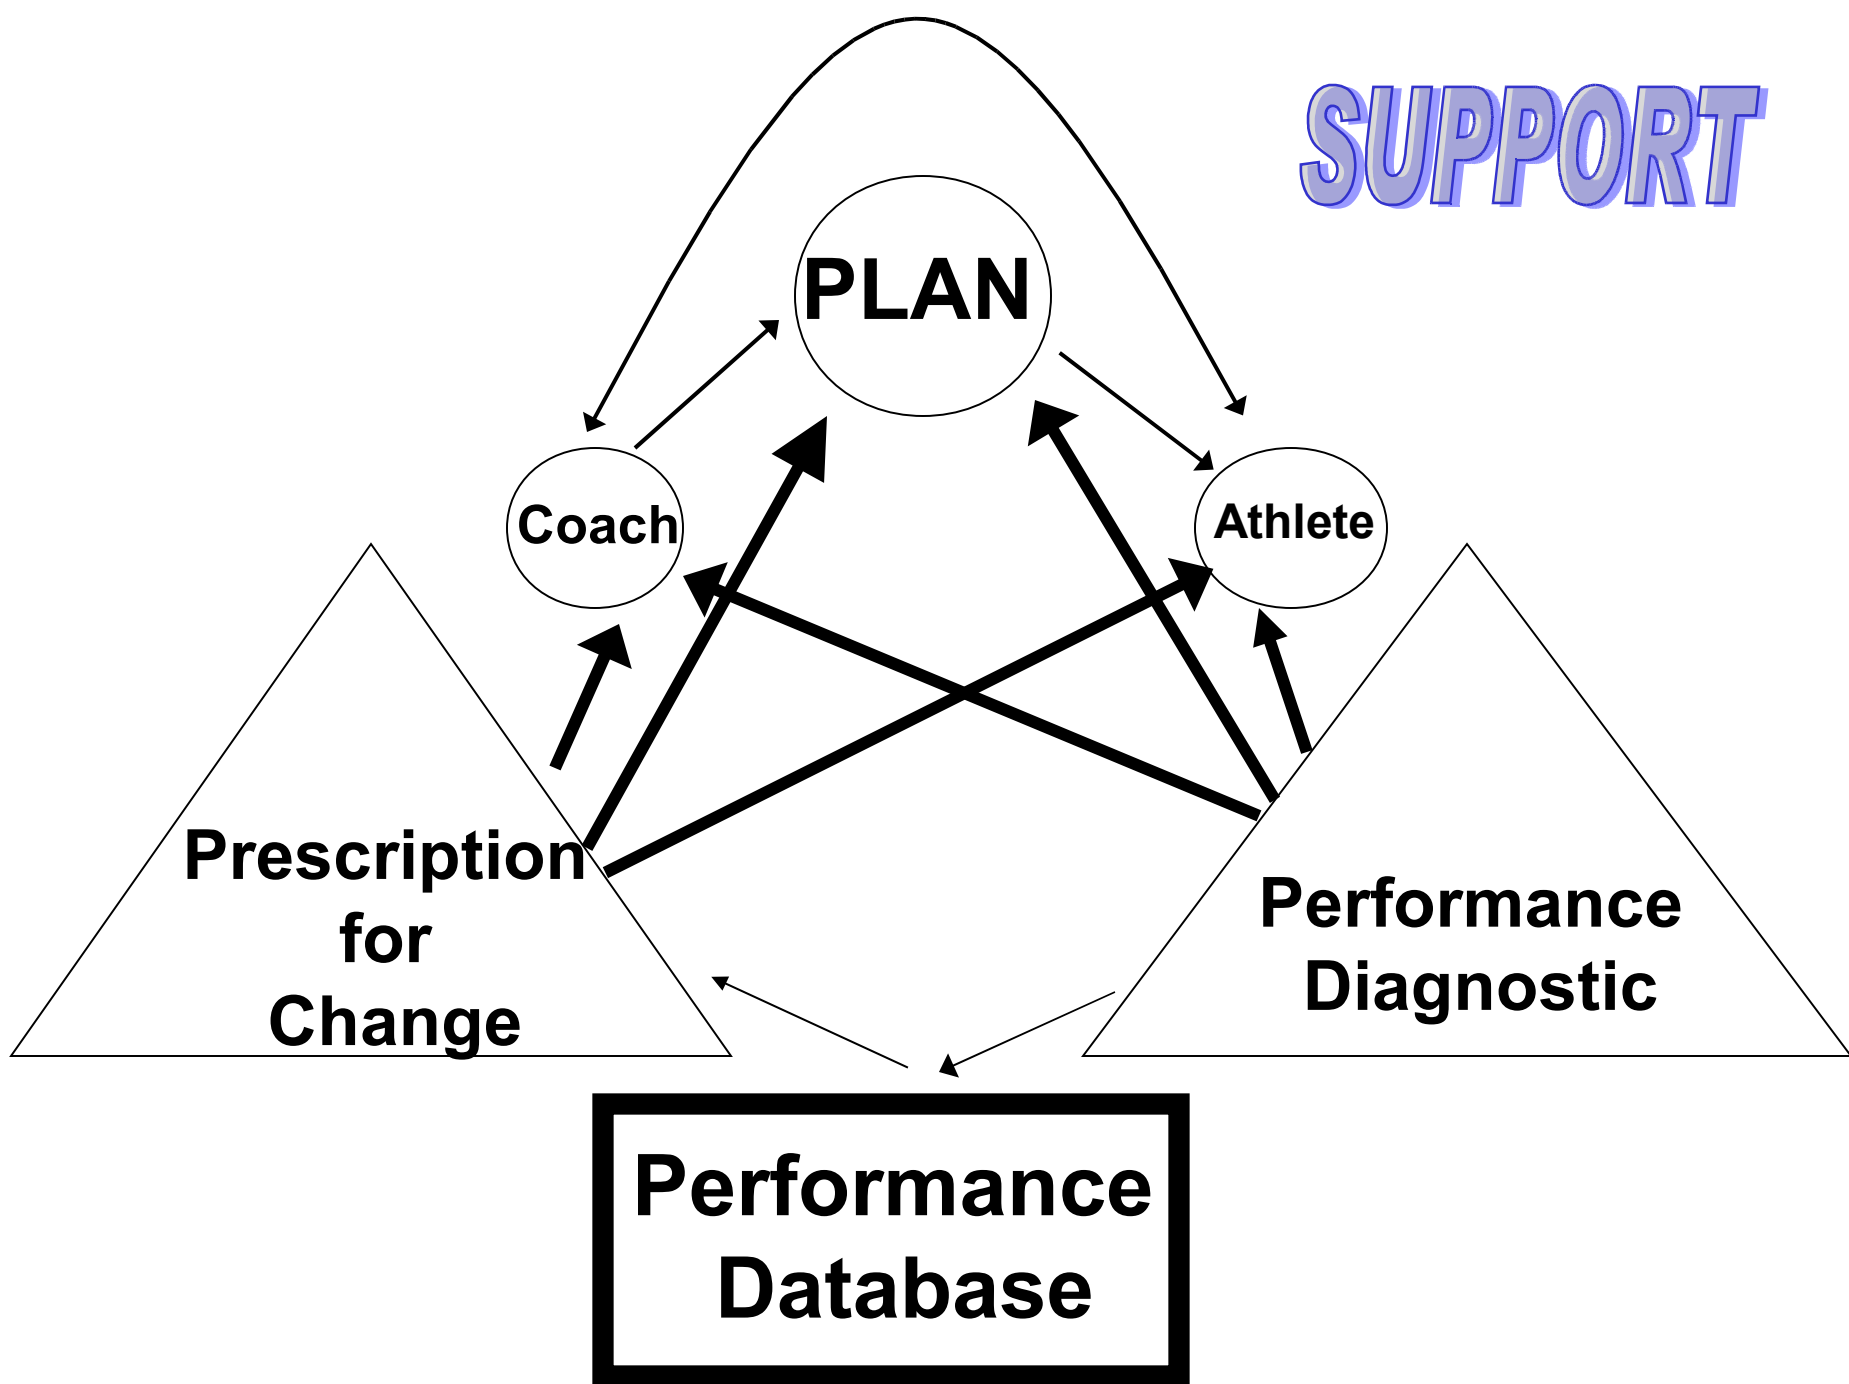 SUPPORT
PLAN
Coach
Athlete
Prescription
for
Change
Performance
Diagnostic
Performance
Database